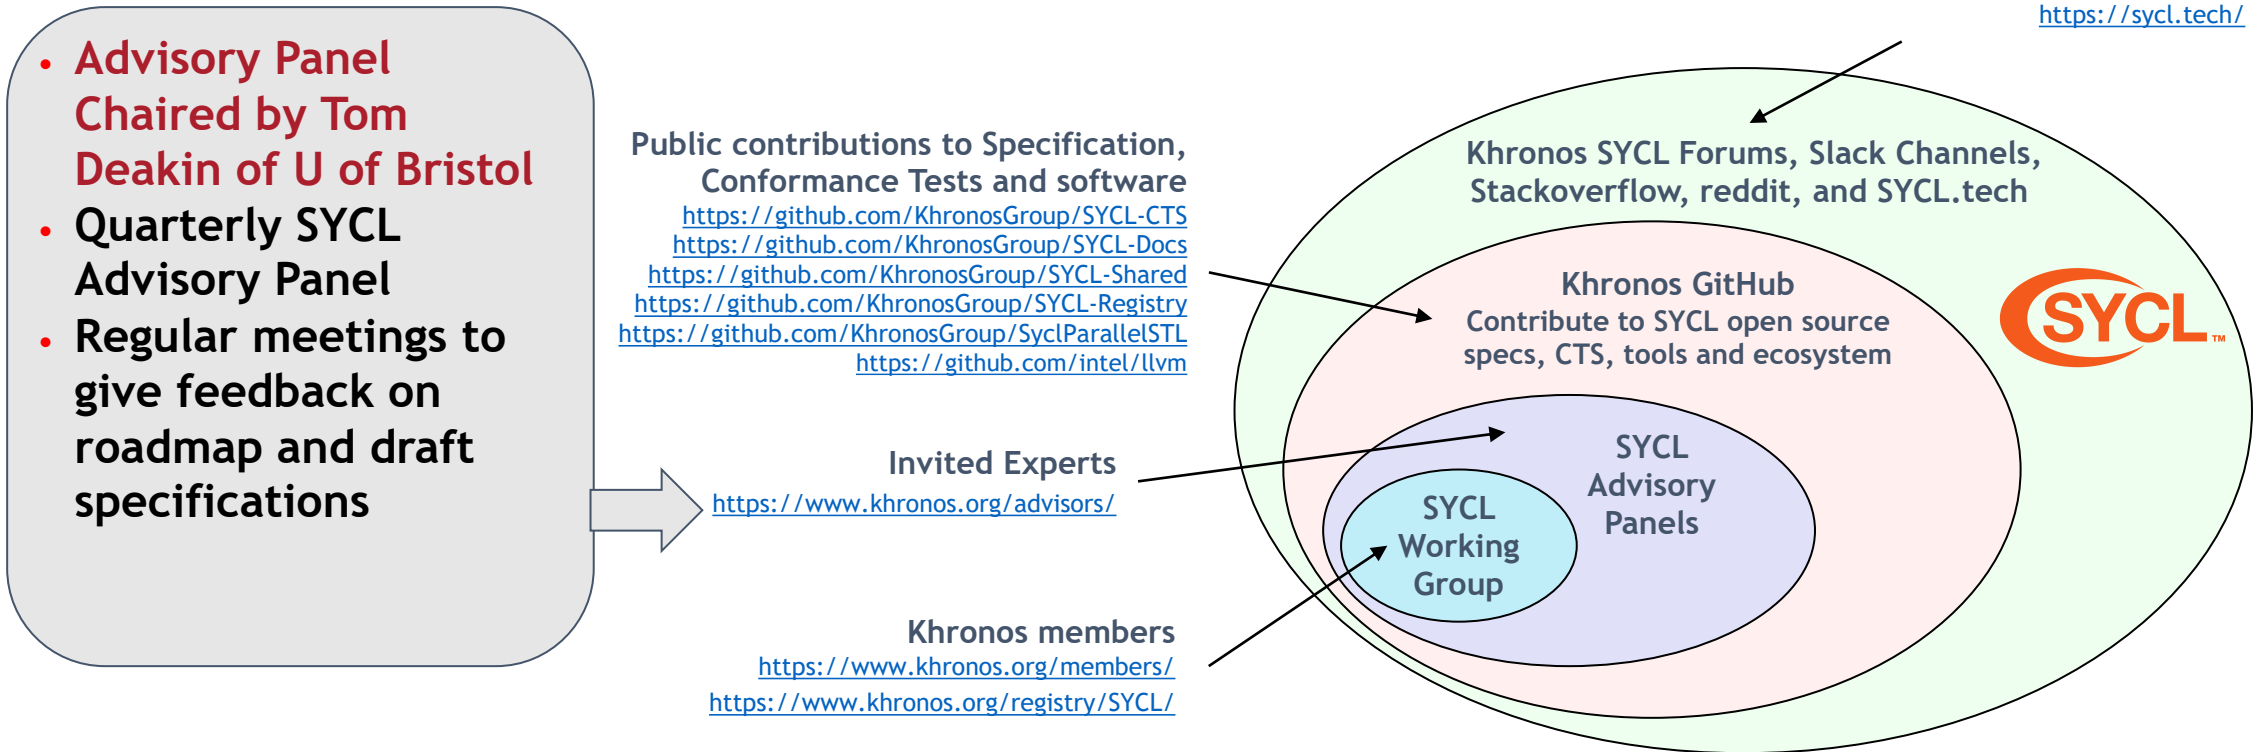 https://sycl.tech/
• Advisory Panel
Chaired by Tom
Deakin of U of Bristol
• Quarterly SYCL
Advisory Panel
• Regular meetings to
give feedback on
roadmap and draft
specifications
Public contributions to Specification,
Conformance Tests and software
https://github.com/KhronosGroup/SYCL-CTS
https://github.com/KhronosGroup/SYCL-Docs
https://github.com/KhronosGroup/SYCL-Shared
https://github.com/KhronosGroup/SYCL-Registry
https://github.com/KhronosGroup/SyclParallelSTL
https://github.com/intel/llvm
Invited Experts
https://www.khronos.org/advisors/
Khronos members
https://www.khronos.org/members/
https://www.khronos.org/registry/SYCL/
Khronos SYCL Forums, Slack Channels,
Stackoverflow, reddit, and SYCL.tech
Khronos GitHub
Contribute to SYCL open source
specs, CTS, tools and ecosystem
SYCL
Advisory
Panels
SYCL
Working
Group
SYCL™